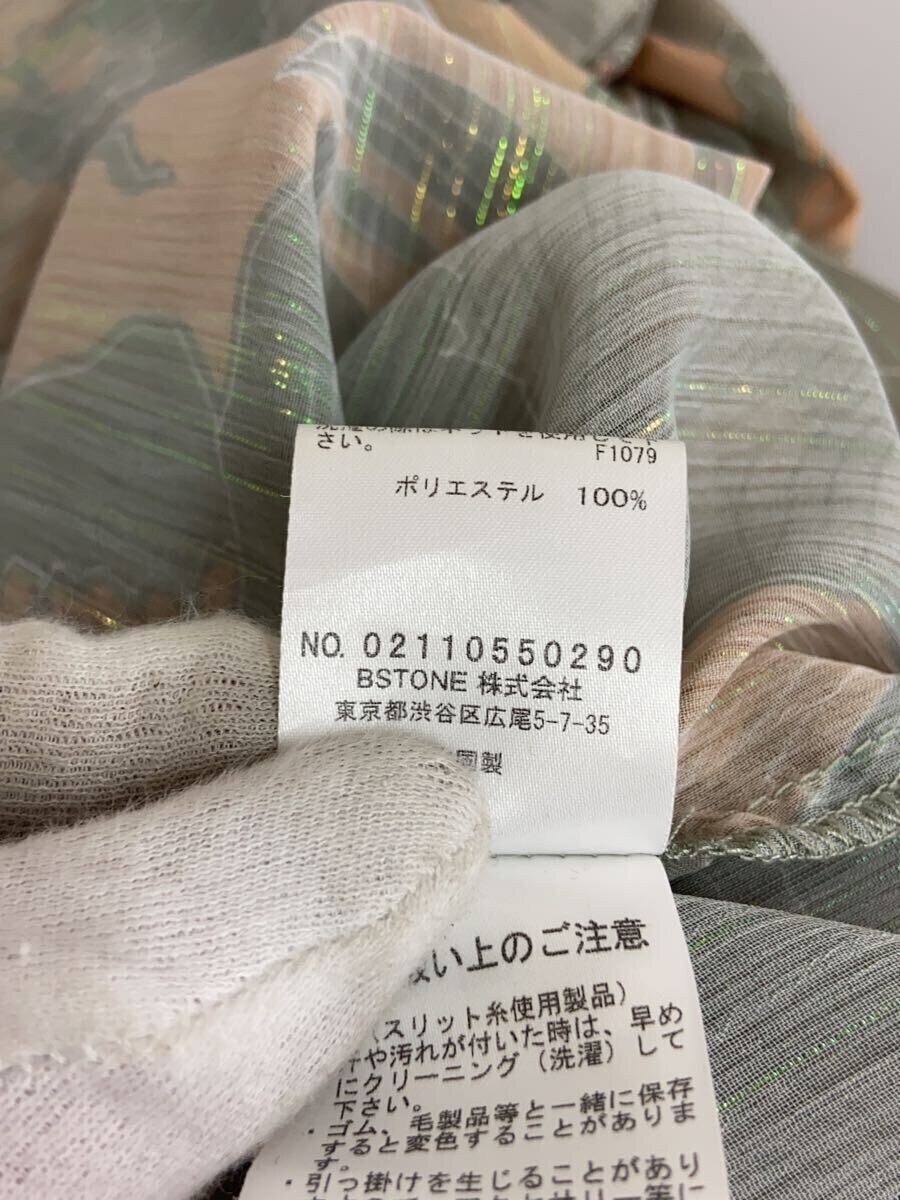 さい。
F1079
ポリエステル 100%
NO. 02110550290
BSTONE 株式会社
東京都渋谷区広尾5-7-35
国製
い上のご注意
(スリット糸使用製品)
や汚れが付いた時は、早め
にクリーニング(洗濯)して
下さい。
・ゴム、毛製品等と一緒に保存
すると変色することがありま
す。
・引っ掛けを生じることがあり